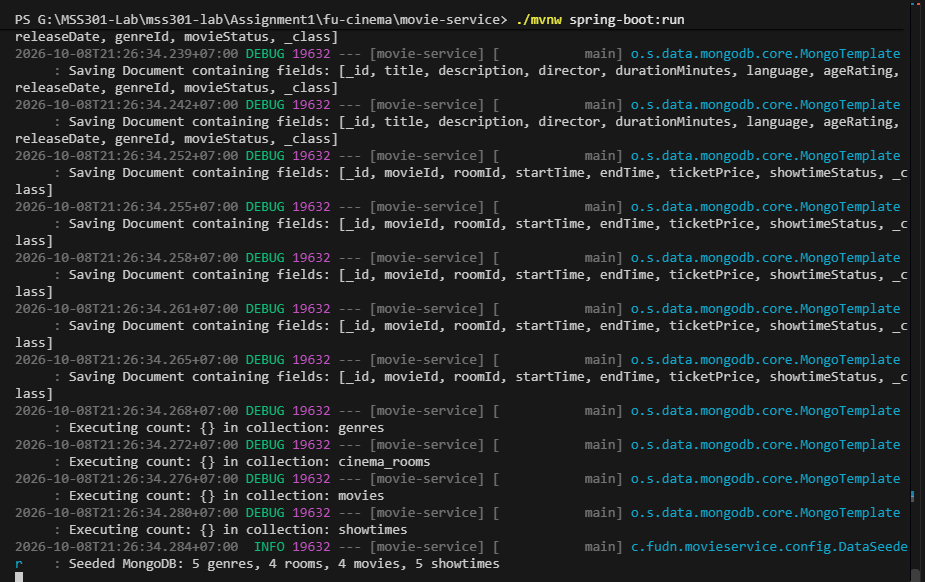 PS G:\MSS301-Lab\mss301-lab\Assignment1\fu-cinema\movie-service> ./mvnw spring-boot:run
releaseDate, genreId, movieStatus, _class]
2026-10-08T21:26:34.239+07:00 DEBUG 19632 --- [movie-service] [           main] o.s.data.mongodb.core.MongoTemplate
     : Saving Document containing fields: [_id, title, description, director, durationMinutes, language, ageRating,
releaseDate, genreId, movieStatus, _class]
2026-10-08T21:26:34.242+07:00 DEBUG 19632 --- [movie-service] [           main] o.s.data.mongodb.core.MongoTemplate
     : Saving Document containing fields: [_id, title, description, director, durationMinutes, language, ageRating,
releaseDate, genreId, movieStatus, _class]
2026-10-08T21:26:34.252+07:00 DEBUG 19632 --- [movie-service] [           main] o.s.data.mongodb.core.MongoTemplate
     : Saving Document containing fields: [_id, movieId, roomId, startTime, endTime, ticketPrice, showtimeStatus, _c
lass]
2026-10-08T21:26:34.255+07:00 DEBUG 19632 --- [movie-service] [           main] o.s.data.mongodb.core.MongoTemplate
     : Saving Document containing fields: [_id, movieId, roomId, startTime, endTime, ticketPrice, showtimeStatus, _c
lass]
2026-10-08T21:26:34.258+07:00 DEBUG 19632 --- [movie-service] [           main] o.s.data.mongodb.core.MongoTemplate
     : Saving Document containing fields: [_id, movieId, roomId, startTime, endTime, ticketPrice, showtimeStatus, _c
lass]
2026-10-08T21:26:34.261+07:00 DEBUG 19632 --- [movie-service] [           main] o.s.data.mongodb.core.MongoTemplate
     : Saving Document containing fields: [_id, movieId, roomId, startTime, endTime, ticketPrice, showtimeStatus, _c
lass]
2026-10-08T21:26:34.265+07:00 DEBUG 19632 --- [movie-service] [           main] o.s.data.mongodb.core.MongoTemplate
     : Saving Document containing fields: [_id, movieId, roomId, startTime, endTime, ticketPrice, showtimeStatus, _c
lass]
2026-10-08T21:26:34.268+07:00 DEBUG 19632 --- [movie-service] [           main] o.s.data.mongodb.core.MongoTemplate
     : Executing count: {} in collection: genres
2026-10-08T21:26:34.272+07:00 DEBUG 19632 --- [movie-service] [           main] o.s.data.mongodb.core.MongoTemplate
     : Executing count: {} in collection: cinema_rooms
2026-10-08T21:26:34.276+07:00 DEBUG 19632 --- [movie-service] [           main] o.s.data.mongodb.core.MongoTemplate
     : Executing count: {} in collection: movies
2026-10-08T21:26:34.280+07:00 DEBUG 19632 --- [movie-service] [           main] o.s.data.mongodb.core.MongoTemplate
     : Executing count: {} in collection: showtimes
2026-10-08T21:26:34.284+07:00  INFO 19632 --- [movie-service] [           main] c.fudn.movieservice.config.DataSeede
r    : Seeded MongoDB: 5 genres, 4 rooms, 4 movies, 5 showtimes